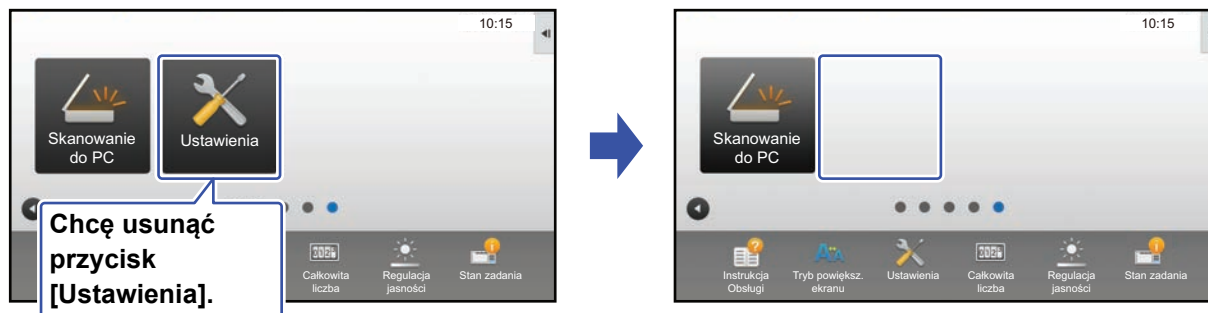 10:15
Skanowanie
do PC
Ustawienia
Chcę usunąć
przycisk
[Ustawienia].
Całkowita
liczba
Regulacja
jasności
Stan zadania
10:15
Skanowanie
do PC
Instrukcja
Obsługi
Tryb powiększ.
ekranu
Ustawienia
Całkowita
liczba
Regulacja
jasności
Stan zadania